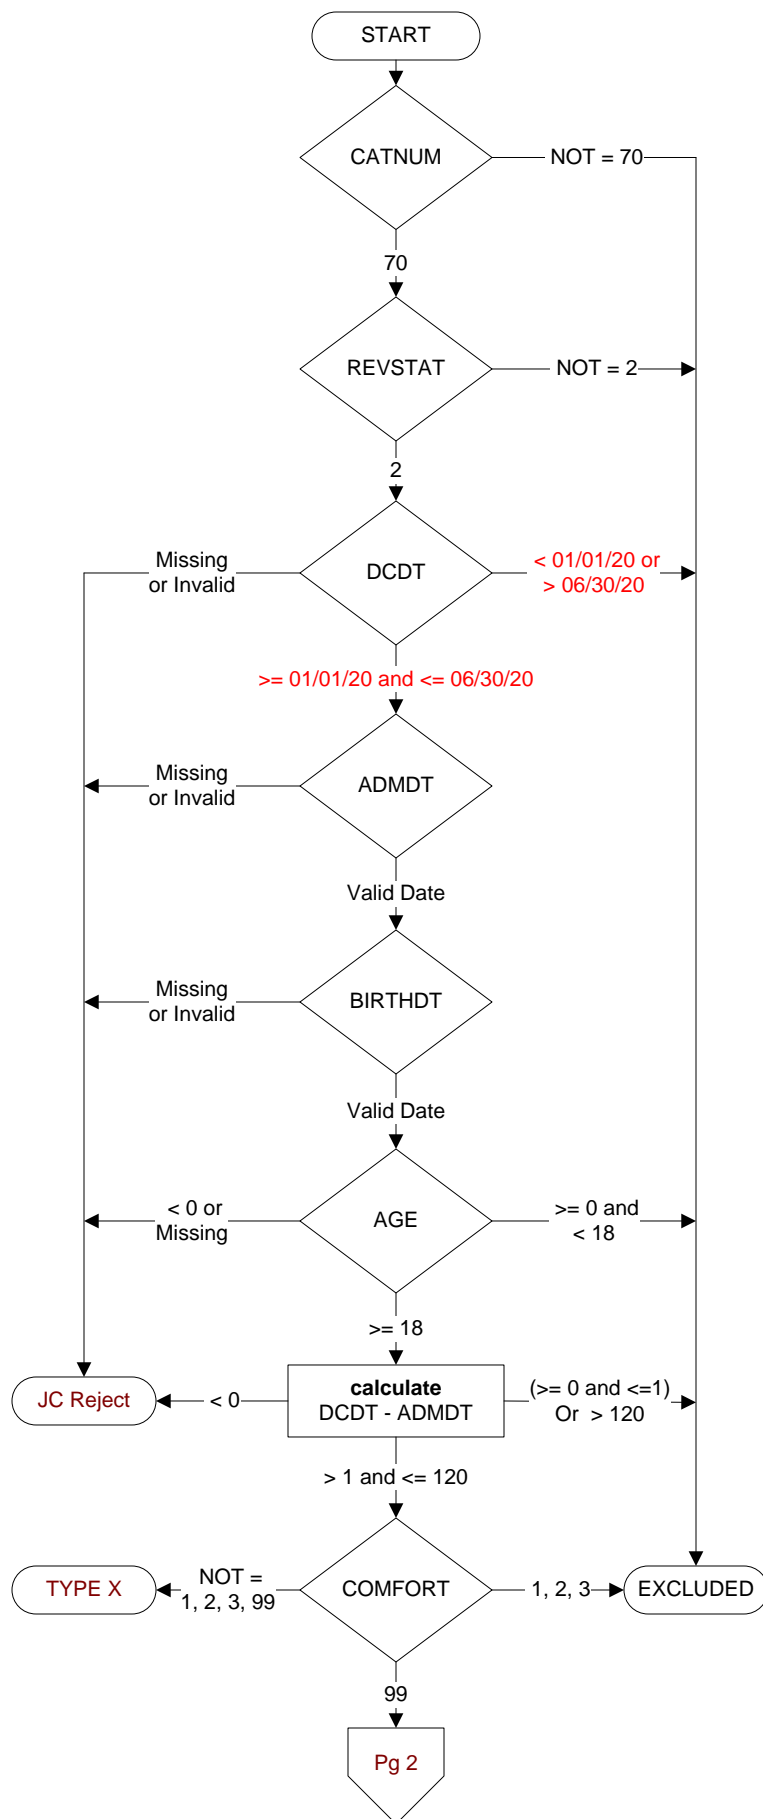 START
CATNUM
NOT = 70
70
REVSTAT
NOT = 2
2
Missing
or Invalid
DCDT
< 01/01/20 or
> 06/30/20
>= 01/01/20 and <= 06/30/20
Missing
or Invalid
ADMDT
Valid Date
Missing
or Invalid
BIRTHDT
Valid Date
< 0 or
Missing
AGE
>= 0 and
< 18
>= 18
JC Reject
< 0
calculate
DCDT - ADMDT
(>= 0 and <=1)
Or > 120
> 1 and <= 120
TYPE X
NOT =
1, 2, 3, 99
COMFORT
1, 2, 3
EXCLUDED
99
Pg 2